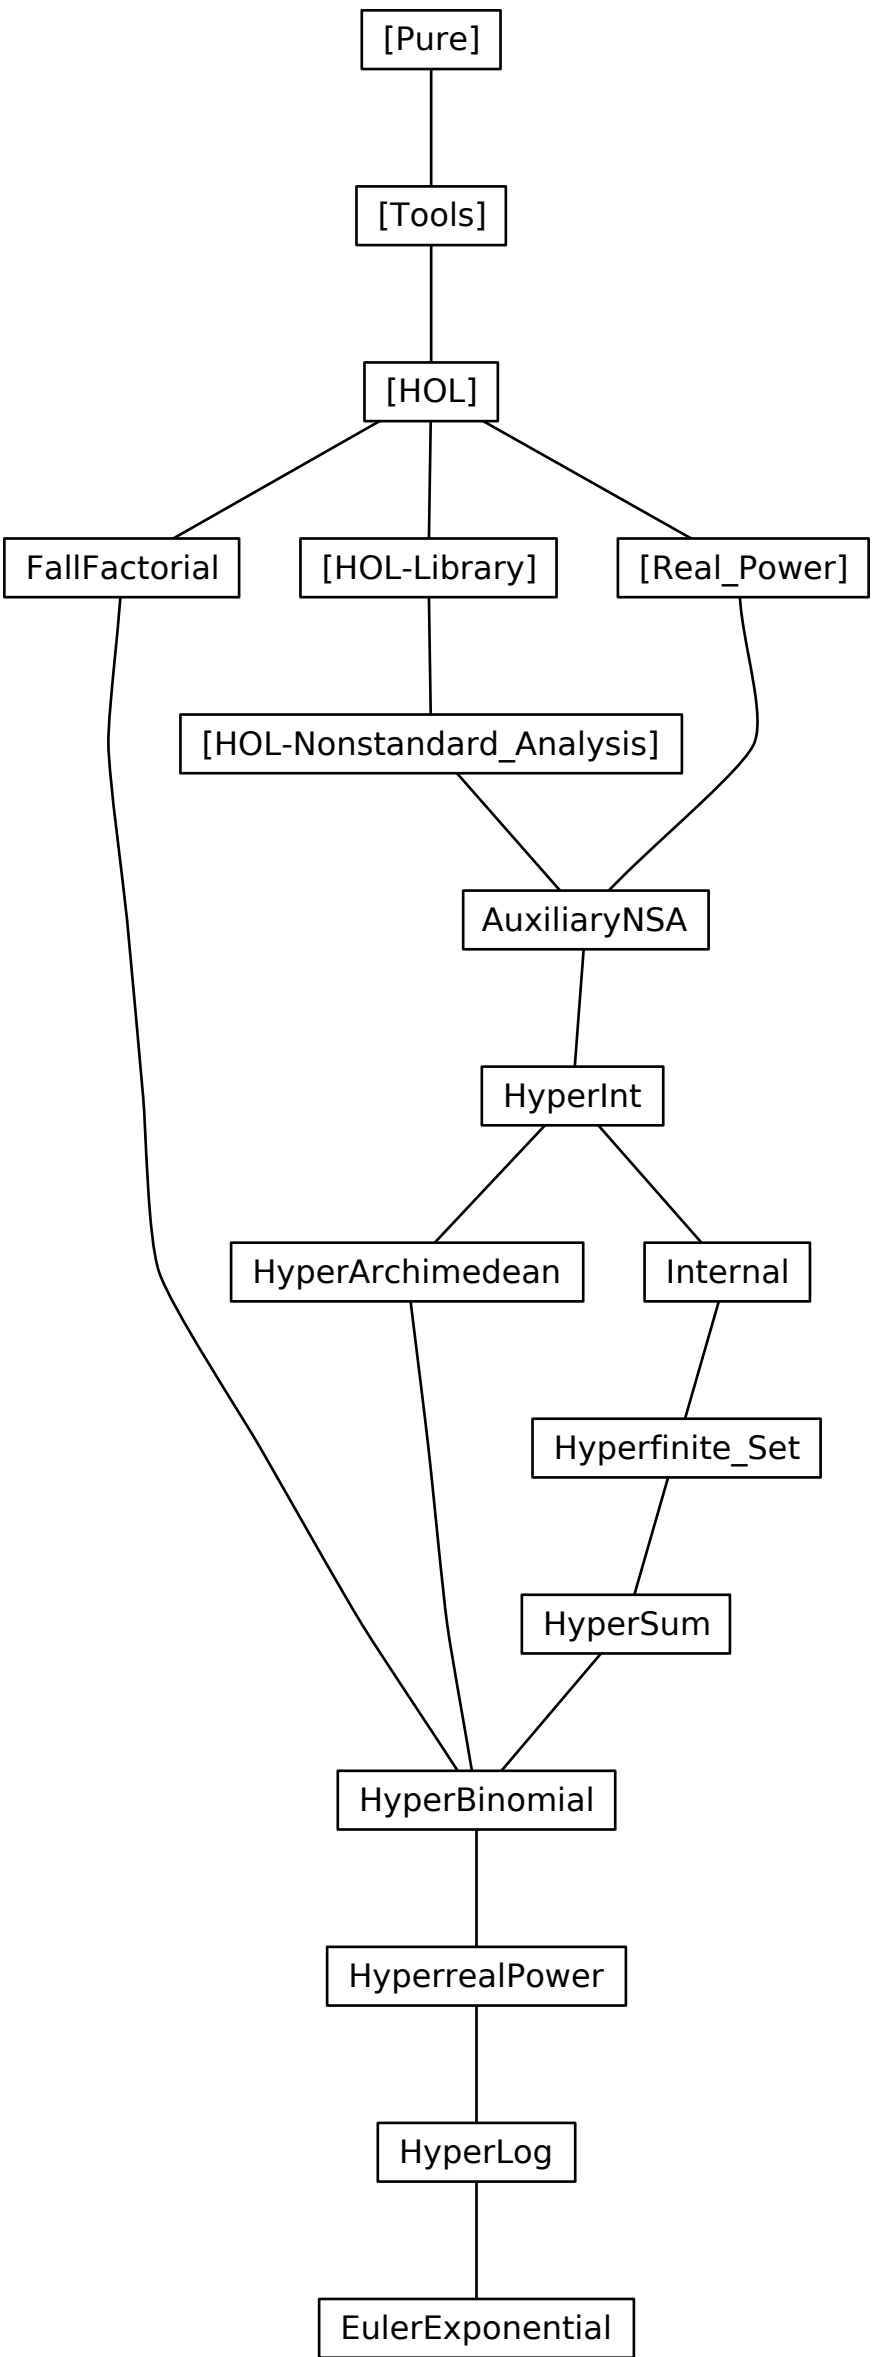 [Pure]
[Tools]
[HOL]
FallFactorial
[HOL-Library]
[Real_Power]
[HOL-Nonstandard_Analysis]
AuxiliaryNSA
HyperInt
HyperArchimedean
Internal
Hyperfinite_Set
HyperSum
HyperBinomial
HyperrealPower
HyperLog
EulerExponential